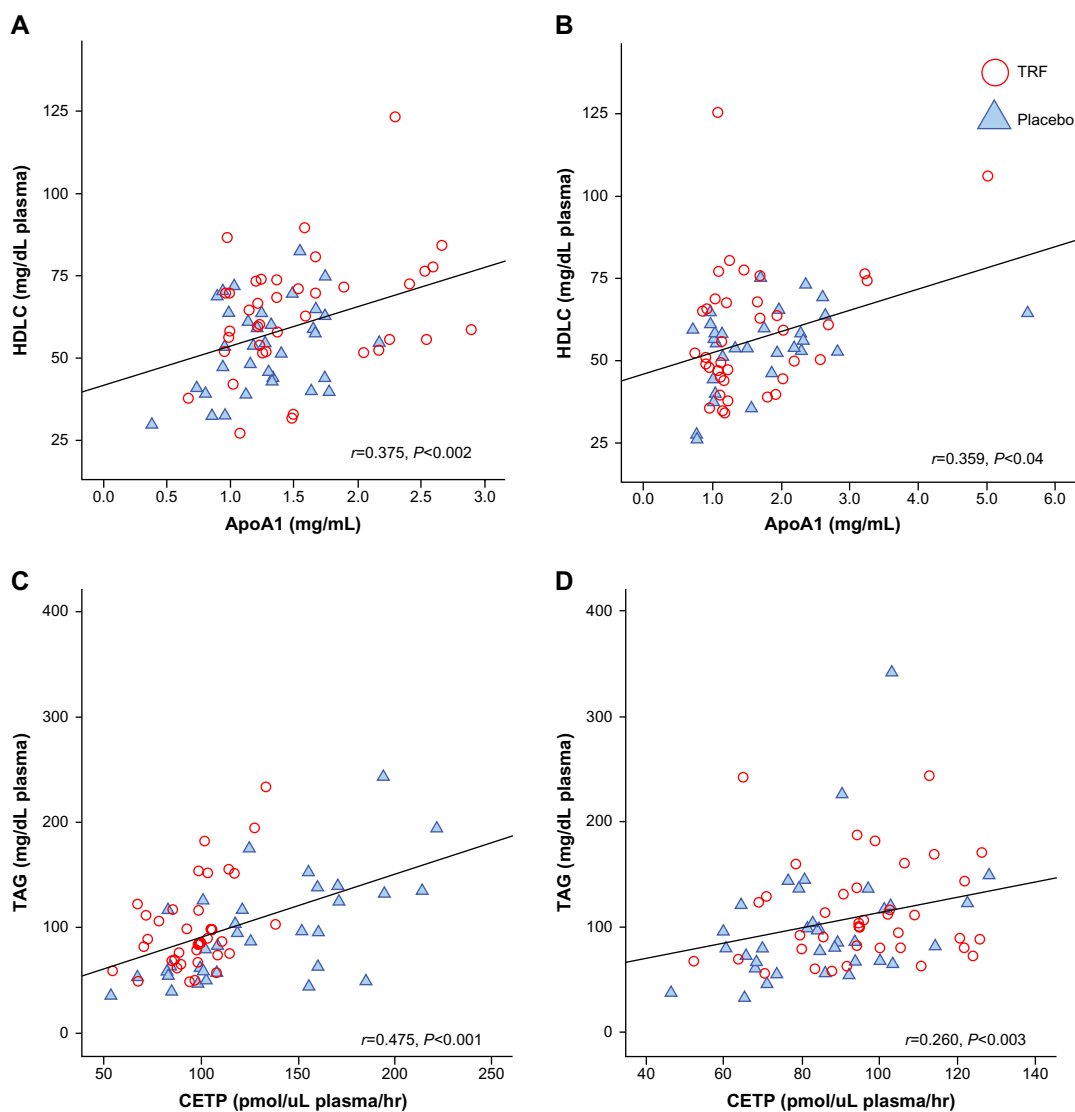 A
HDLC (mg/dL plasma)
125
100
75
50
25
r=0.375, P<0.002
0.0 0.5 1.0 1.5 2.0 2.5 3.0
ApoA1 (mg/mL)
B
TRF
Placebo
HDLC (mg/dL plasma)
125
100
75
50
25
r=0.359, P<0.04
0.0 1.0 2.0 3.0 4.0 5.0 6.0
ApoA1 (mg/mL)
C
TAG (mg/dL plasma)
400
300
200
100
0
r=0.475, P<0.001
50 100 150 200 250
CETP (pmol/uL plasma/hr)
D
TAG (mg/dL plasma)
400
300
200
100
0
r=0.260, P<0.003
40 60 80 100 120 140
CETP (pmol/uL plasma/hr)